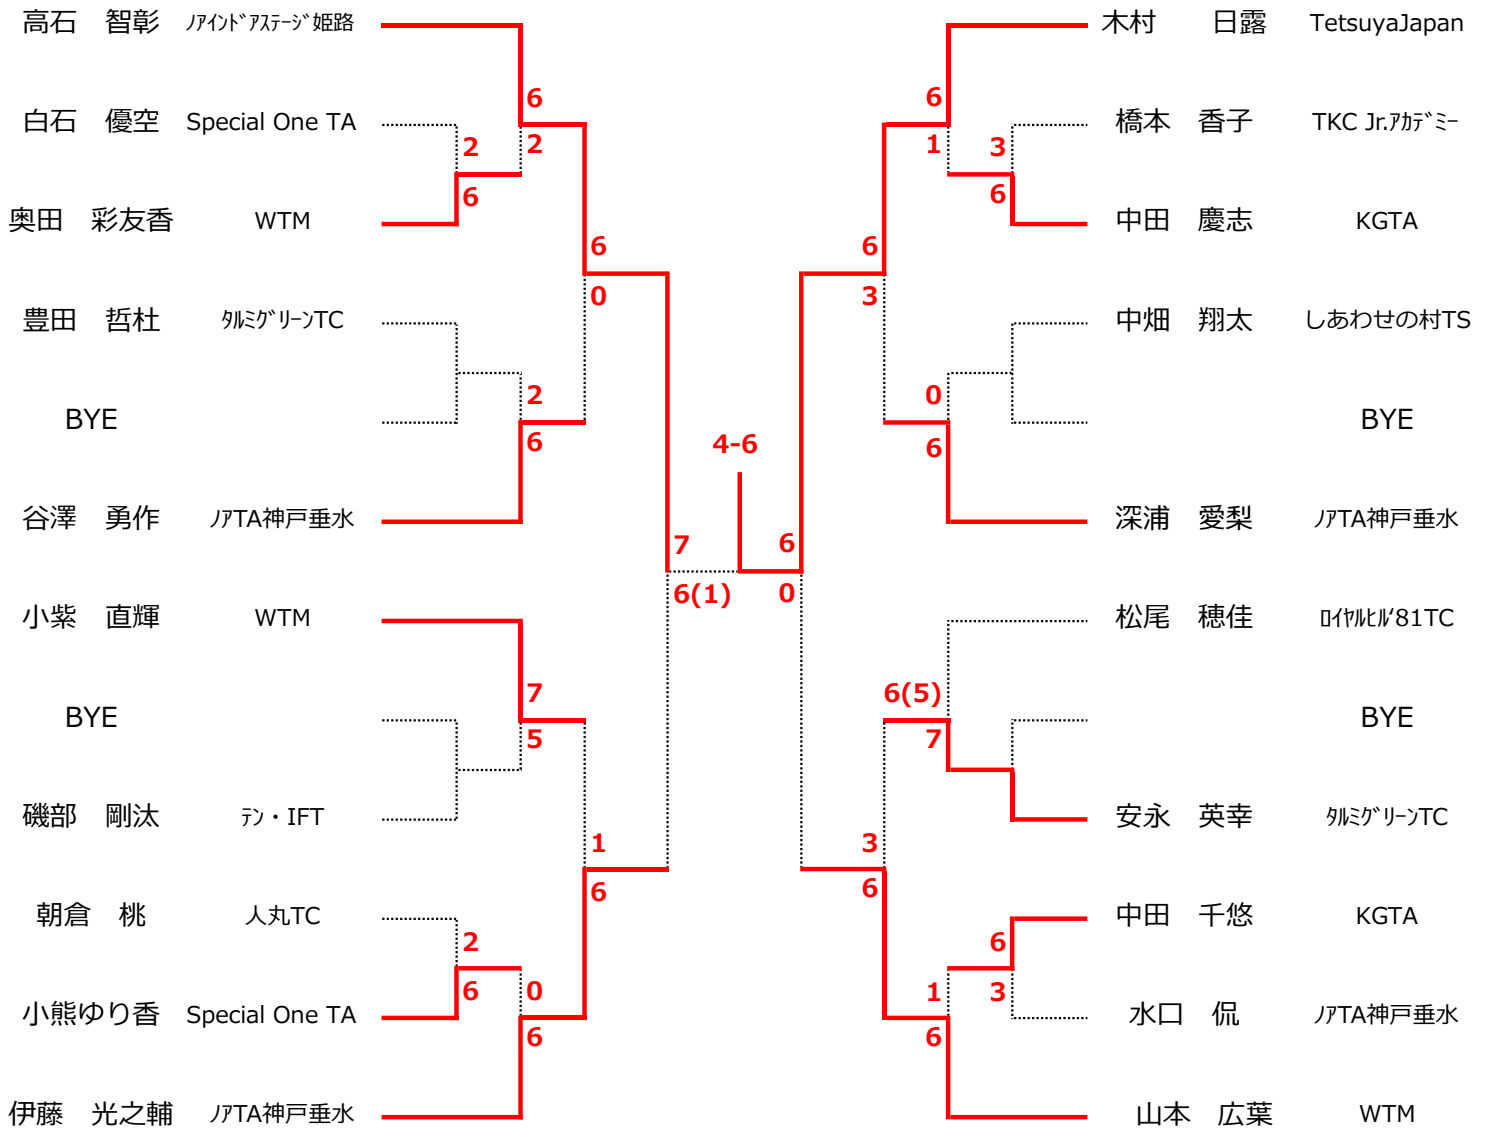 高石　智彰 ﾉｱｲﾝﾄﾞｱｽﾃｰｼﾞ姫路
6
白石　優空 Special One TA
2
2
6
奥田　彩友香 WTM
6
0
豊田　哲杜 ﾀﾙﾐｸﾞﾘｰﾝTC
2
BYE
6
谷澤　勇作 ﾉｱTA神戸垂水
7
6(1)
小紫　直輝 WTM
7
BYE
5
磯部　剛汰 ﾃﾝ・IFT
1
6
朝倉　桃 人丸TC
2
6
0
小熊ゆり香 Special One TA
6
伊藤　光之輔 ﾉｱTA神戸垂水
4-6
木村　日露 TetsuyaJapan
6
橋本　香子 TKC Jr.ｱｶﾃﾞﾐｰ
1
3
6
中田　慶志 KGTA
6
3
中畑　翔太 しあわせの村TS
0
BYE
6
深浦　愛梨 ﾉｱTA神戸垂水
6
0
松尾　穂佳 ﾛｲﾔﾙﾋﾙ'81TC
6(5)
BYE
7
安永　英幸 ﾀﾙﾐｸﾞﾘｰﾝTC
3
6
中田　千悠 KGTA
6
1
3
水口　侃 ﾉｱTA神戸垂水
6
山本　広葉 WTM